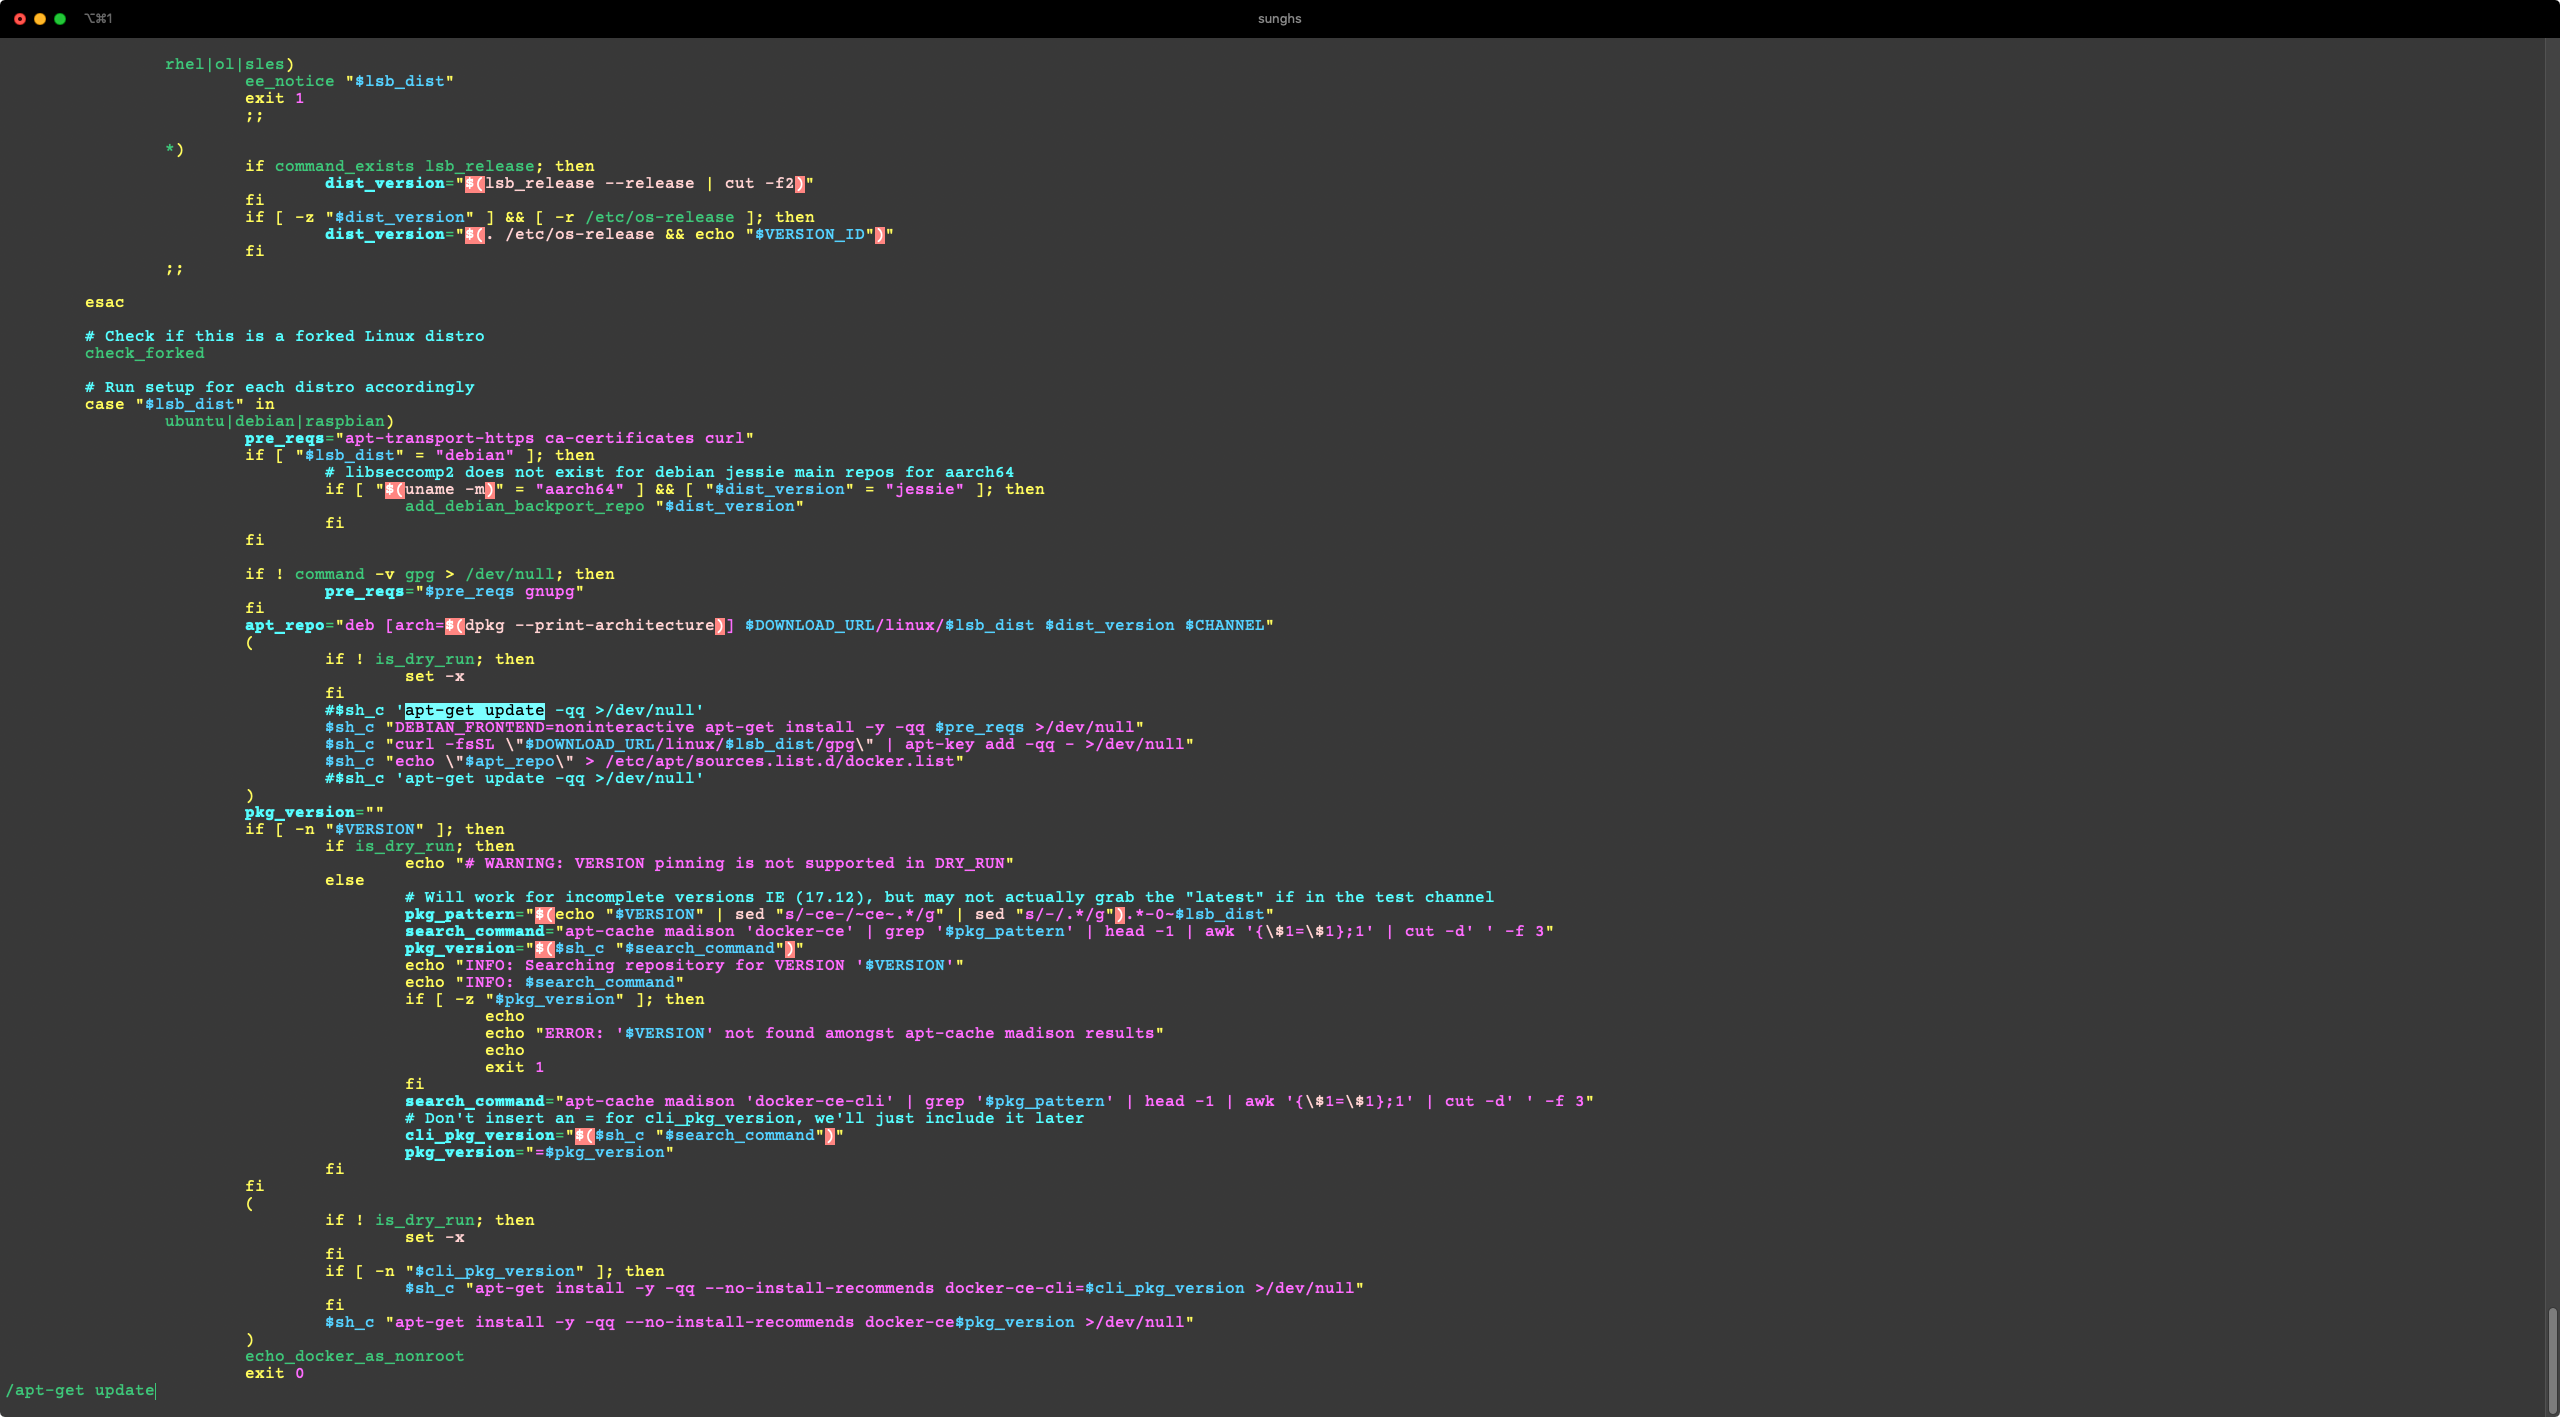 ⌥⌘1
sunghs
rhel|ol|sles)
ee_notice "$lsb_dist"
exit 1
;;
*)
if command_exists lsb_release; then
dist_version="$(lsb_release --release | cut -f2)"
fi
if [ -z "$dist_version" ] && [ -r /etc/os-release ]; then
dist_version="$(. /etc/os-release && echo "$VERSION_ID")"
fi
;;
esac
# Check if this is a forked Linux distro
check_forked
# Run setup for each distro accordingly
case "$lsb_dist" in
ubuntu|debian|raspbian)
pre_reqs="apt-transport-https ca-certificates curl"
if [ "$lsb_dist" = "debian" ]; then
# libseccomp2 does not exist for debian jessie main repos for aarch64
if [ "$(uname -m)" = "aarch64" ] && [ "$dist_version" = "jessie" ]; then
add_debian_backport_repo "$dist_version"
fi
fi
if ! command -v gpg > /dev/null; then
pre_reqs="$pre_reqs gnupg"
fi
apt_repo="deb [arch=$(dpkg --print-architecture)] $DOWNLOAD_URL/linux/$lsb_dist $dist_version $CHANNEL"
(
if ! is_dry_run; then
set -x
fi
#$sh_c 'apt-get update -qq >/dev/null'
$sh_c "DEBIAN_FRONTEND=noninteractive apt-get install -y -qq $pre_reqs >/dev/null"
$sh_c "curl -fsSL \"$DOWNLOAD_URL/linux/$lsb_dist/gpg\" | apt-key add -qq - >/dev/null"
$sh_c "echo \"$apt_repo\" > /etc/apt/sources.list.d/docker.list"
#$sh_c 'apt-get update -qq >/dev/null'
)
pkg_version=""
if [ -n "$VERSION" ]; then
if is_dry_run; then
echo "# WARNING: VERSION pinning is not supported in DRY_RUN"
else
# Will work for incomplete versions IE (17.12), but may not actually grab the "latest" if in the test channel
pkg_pattern="$(echo "$VERSION" | sed "s/-ce-/~ce~.*/g" | sed "s/-/.*/g").*-0~$lsb_dist"
search_command="apt-cache madison 'docker-ce' | grep '$pkg_pattern' | head -1 | awk '{\$1=\$1};1' | cut -d' ' -f 3"
pkg_version="$($sh_c "$search_command")"
echo "INFO: Searching repository for VERSION '$VERSION'"
echo "INFO: $search_command"
if [ -z "$pkg_version" ]; then
echo
echo "ERROR: '$VERSION' not found amongst apt-cache madison results"
echo
exit 1
fi
search_command="apt-cache madison 'docker-ce-cli' | grep '$pkg_pattern' | head -1 | awk '{\$1=\$1};1' | cut -d' ' -f 3"
# Don't insert an = for cli_pkg_version, we'll just include it later
cli_pkg_version="$($sh_c "$search_command")"
pkg_version="=$pkg_version"
fi
fi
(
if ! is_dry_run; then
set -x
fi
if [ -n "$cli_pkg_version" ]; then
$sh_c "apt-get install -y -qq --no-install-recommends docker-ce-cli=$cli_pkg_version >/dev/null"
fi
$sh_c "apt-get install -y -qq --no-install-recommends docker-ce$pkg_version >/dev/null"
)
echo_docker_as_nonroot
exit 0
/apt-get update